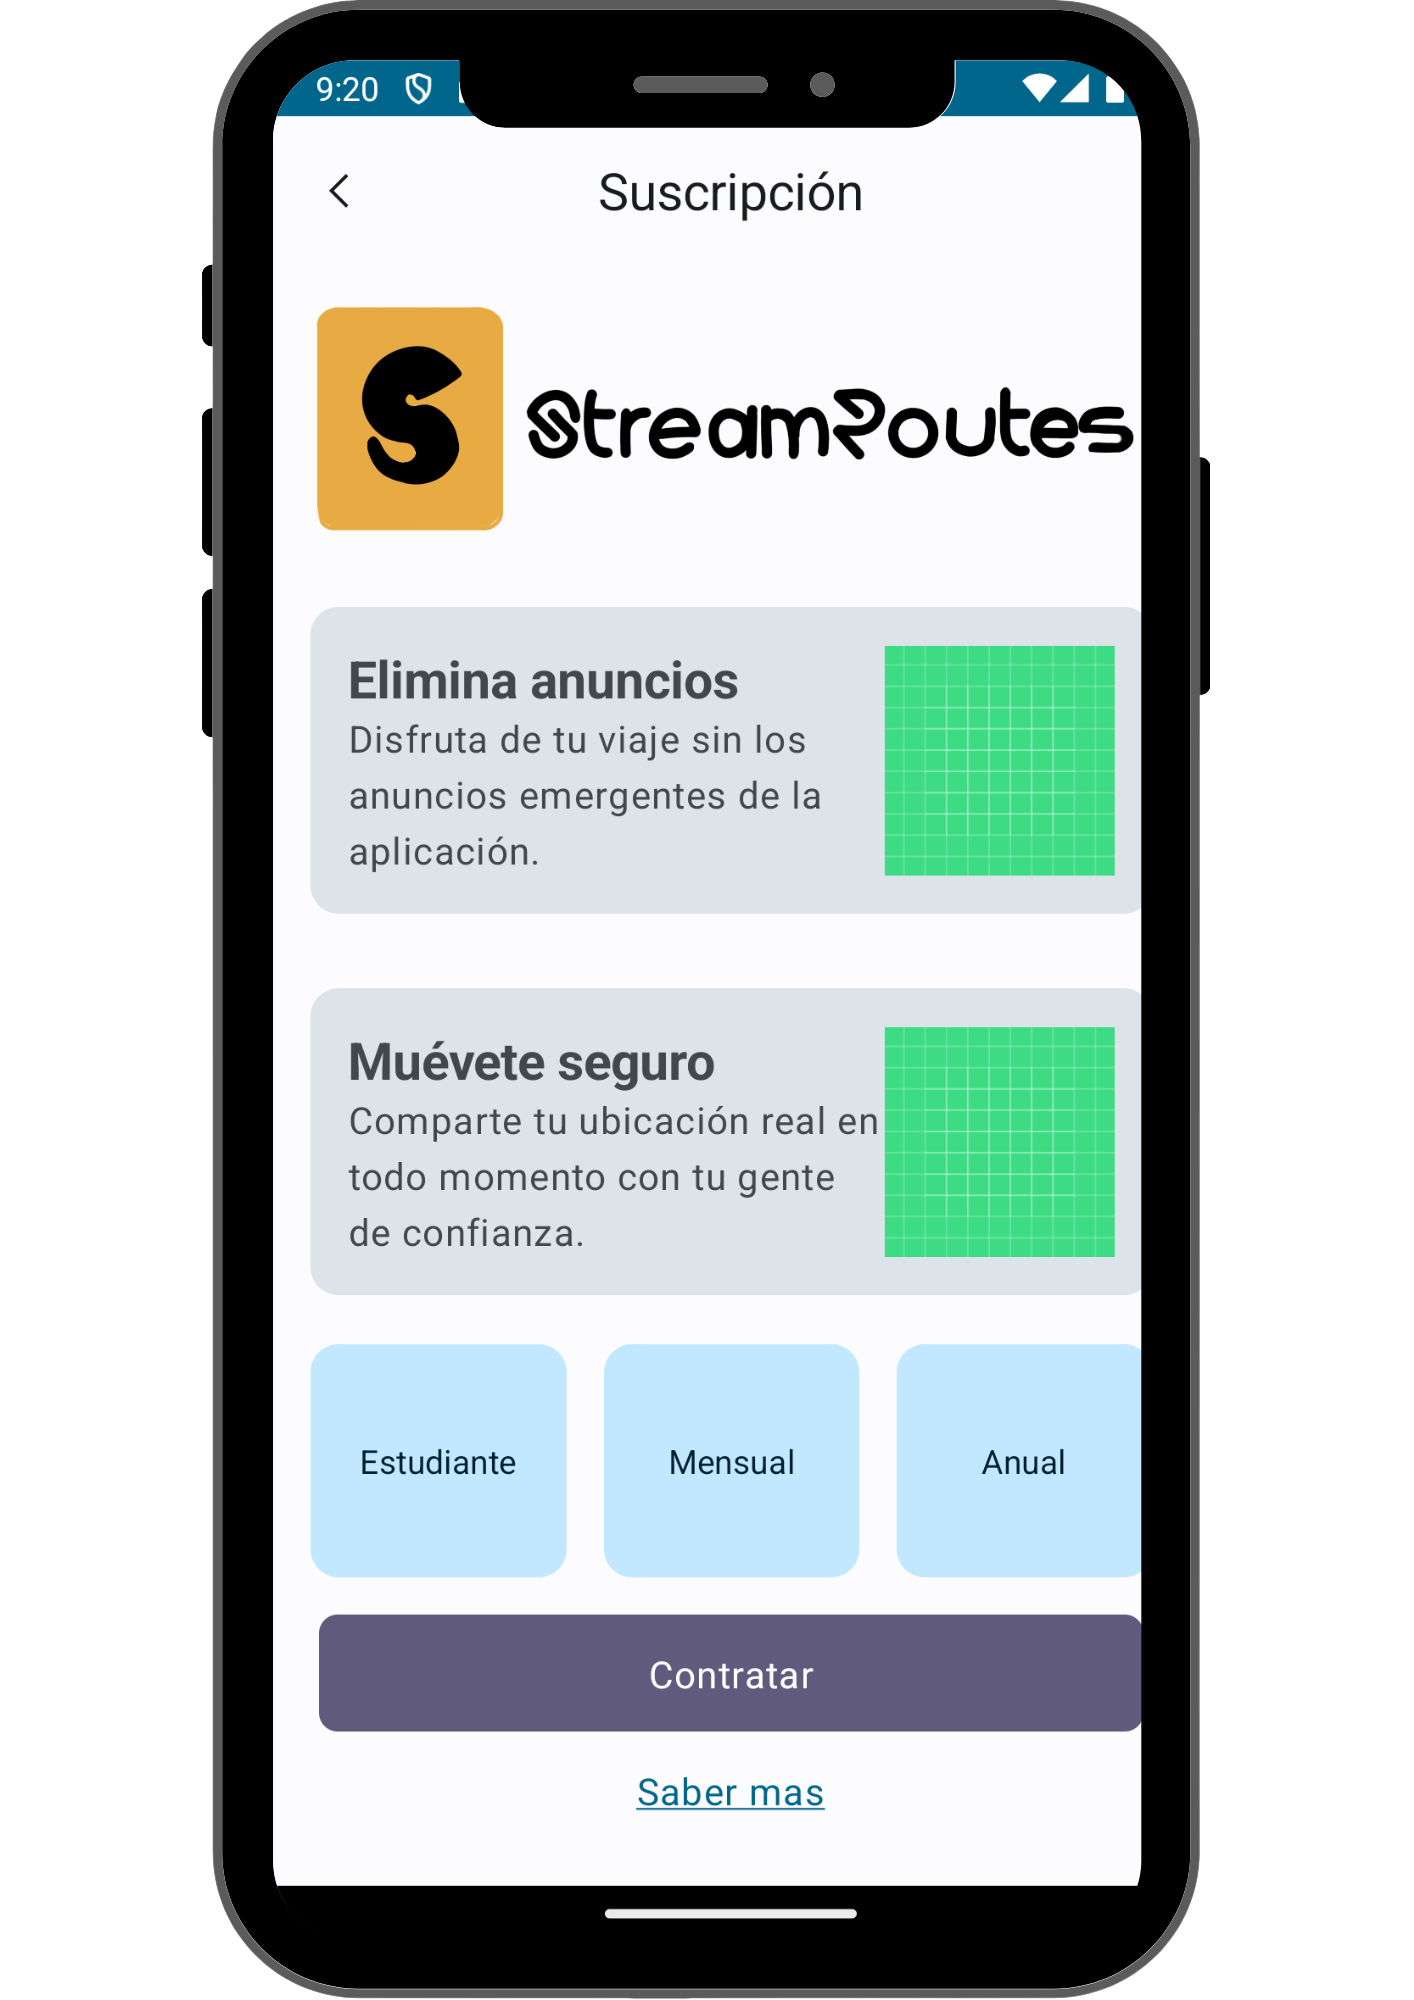 9:20
Suscripción
S
StreamRoutes
Elimina anuncios
Disfruta de tu viaje sin los
anuncios emergentes de la
aplicación.
Muévete seguro
Comparte tu ubicación real en
todo momento con tu gente
de confianza.
Estudiante
Mensual
Anual
Contratar
Saber mas